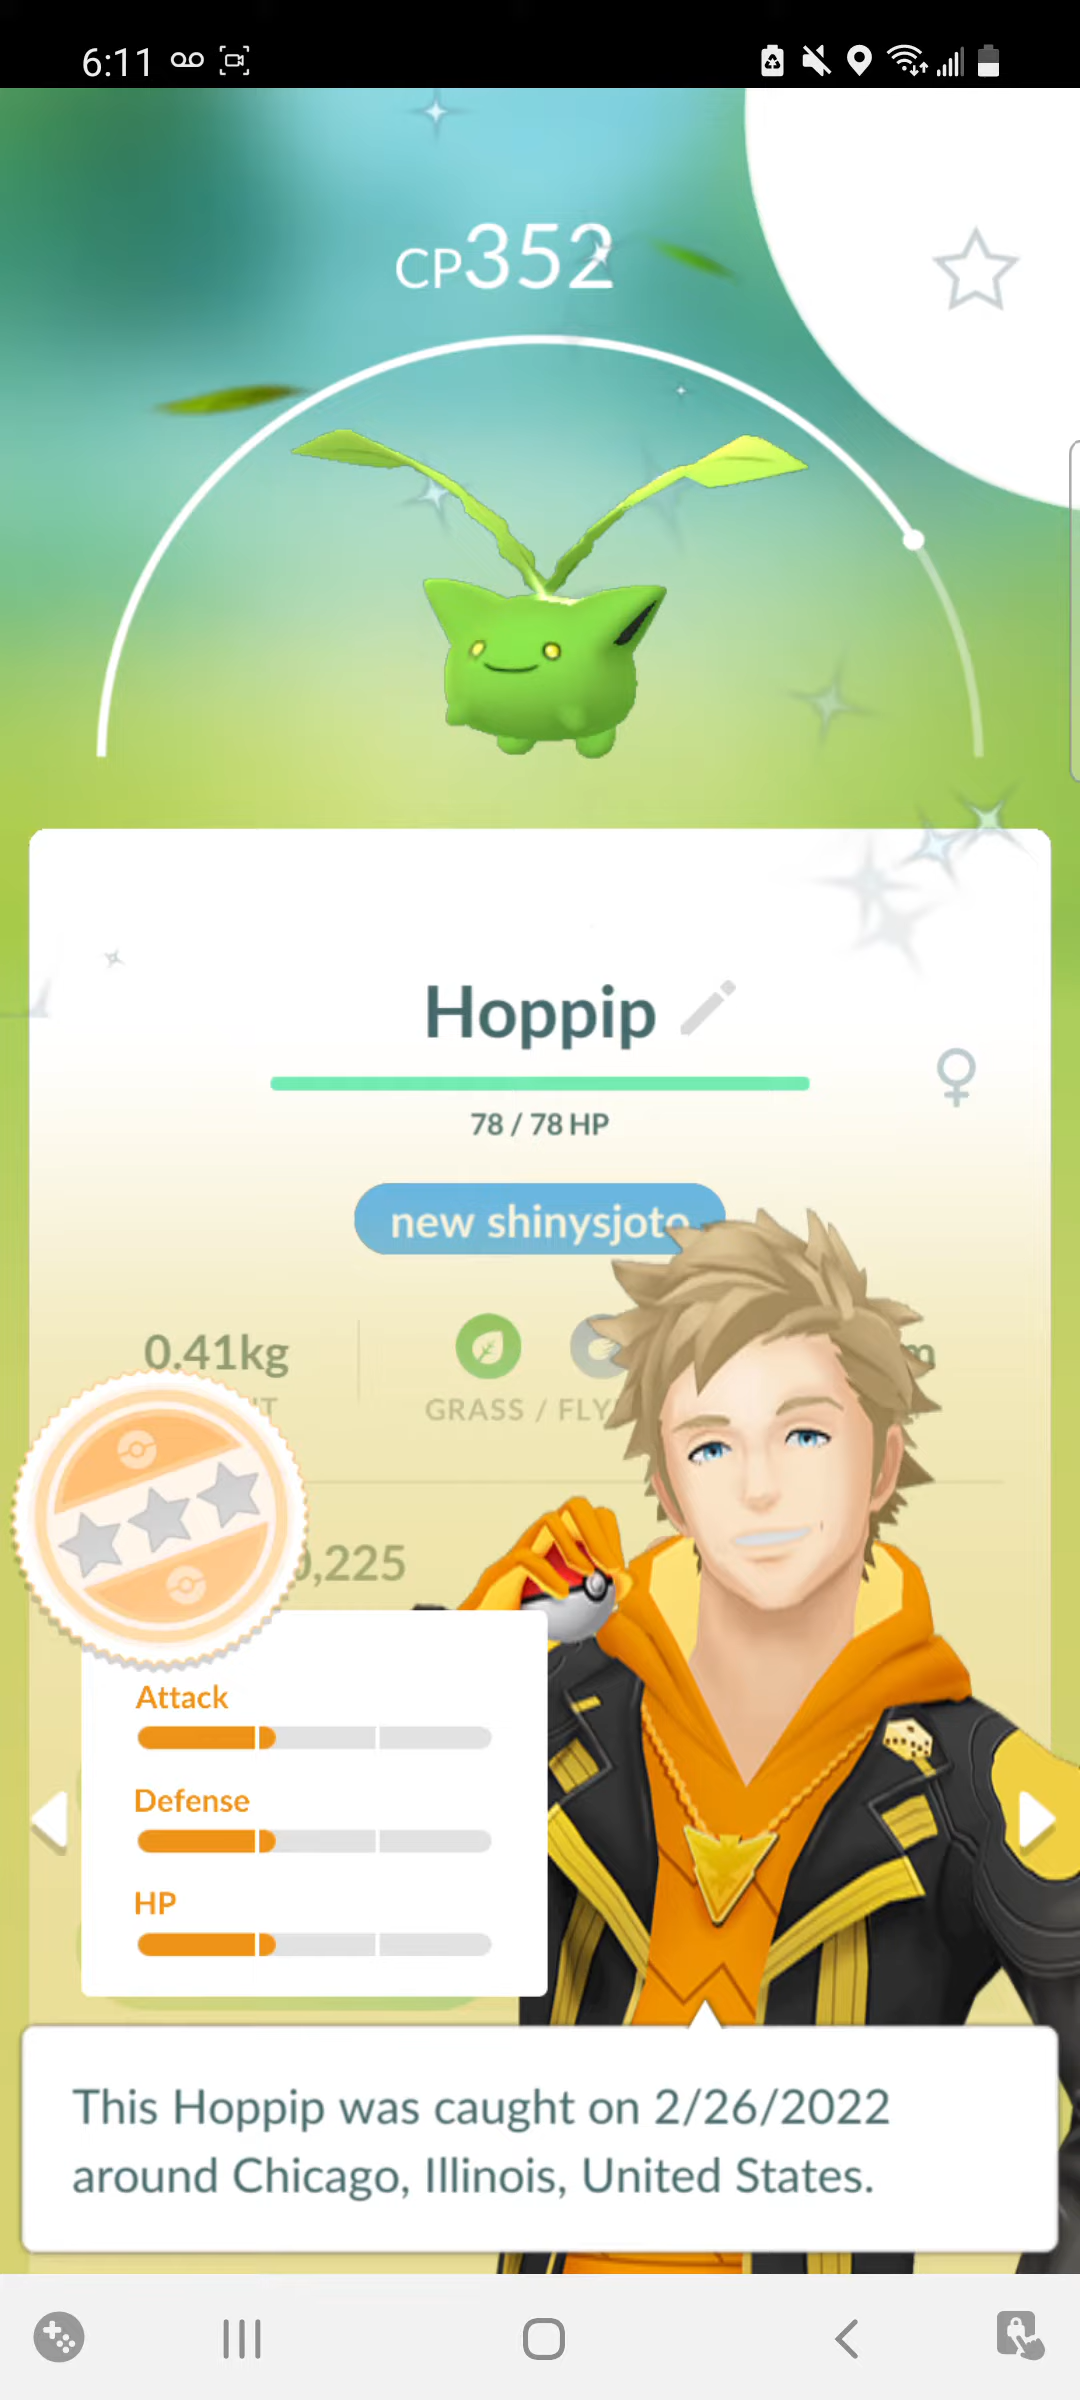 6:11
CP352
Hoppip
78 / 78 HP
new shinysjoto
0.41kg
GRASS / FLY
,225
Attack
Defense
HP
This Hoppip was caught on 2/26/2022
around Chicago, Illinois, United States.